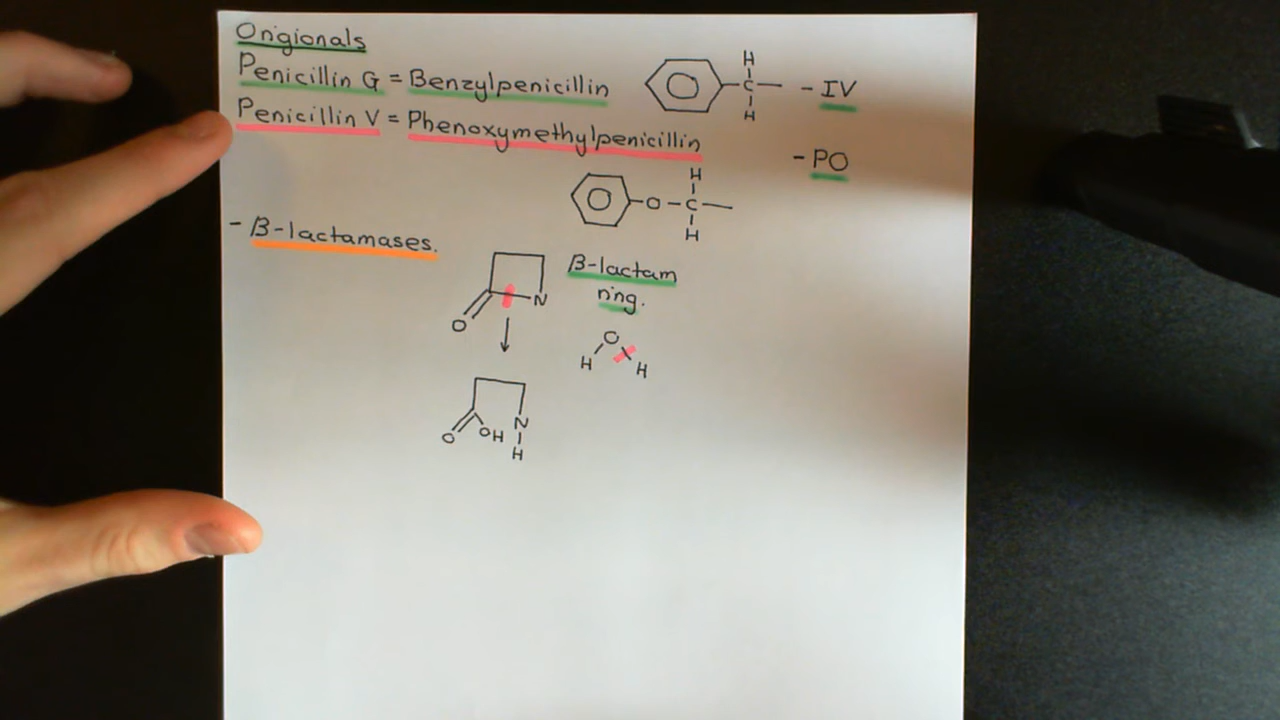 Origionals
Penicillin G = Benzylpenicillin
H
C
H
- IV
Penicillin V = Phenoxymethylpenicillin
- PO
H
O - C
H
- β-lactamases.
β-lactam
ring.
N
O
O
H H
O OH N
H